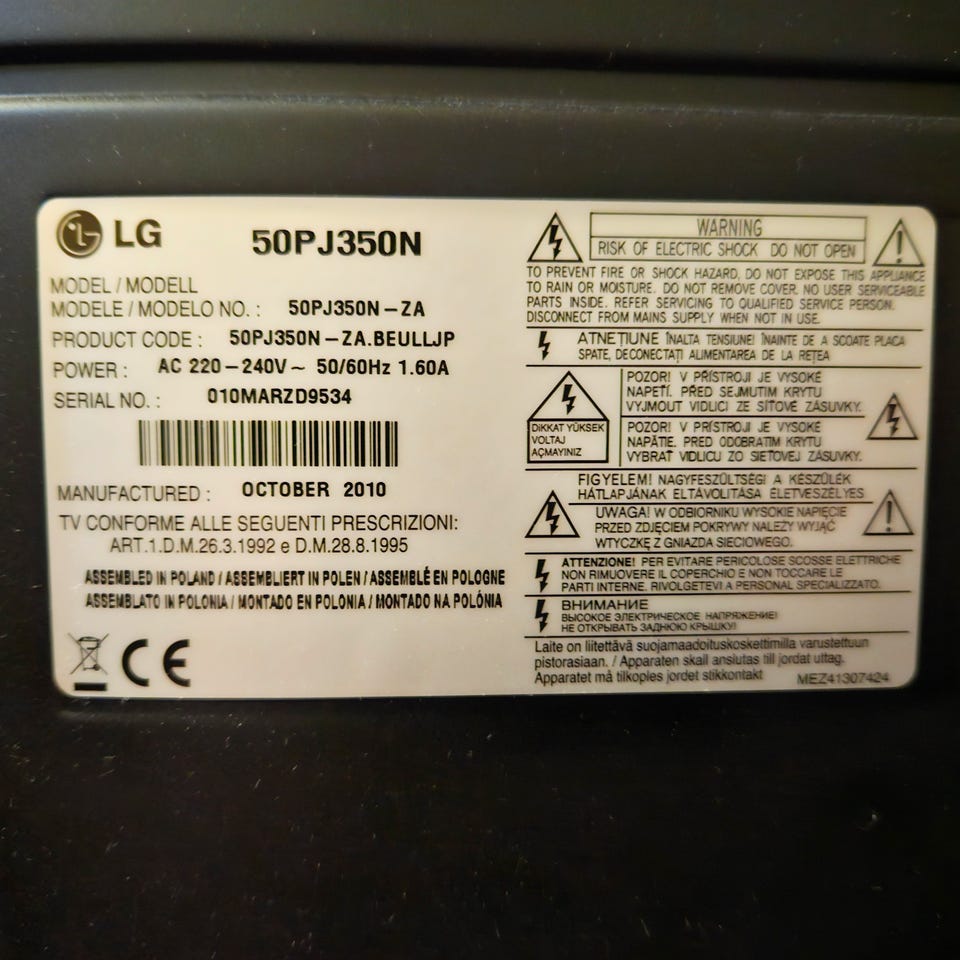 LG 50PJ350N
MODEL / MODELL
MODELE / MODELO NO. : 50PJ350N-ZA
PRODUCT CODE : 50PJ350N-ZA.BEULLJP
POWER : AC 220-240V~ 50/60Hz 1.60A
SERIAL NO. : 010MARZD9534
MANUFACTURED : OCTOBER 2010
TV CONFORME ALLE SEGUENTI PRESCRIZIONI:
ART.1.D.M.26.3.1992 e D.M.28.8.1995
ASSEMBLED IN POLAND / ASSEMBLIERT IN POLEN / ASSEMBLÉ EN POLOGNE
ASSEMBLATO IN POLONIA / MONTADO EN POLONIA / MONTADO NA POLÓNIA
CE
WARNING
RISK OF ELECTRIC SHOCK DO NOT OPEN
TO PREVENT FIRE OR SHOCK HAZARD, DO NOT EXPOSE THIS APPLIANCE
TO RAIN OR MOISTURE. DO NOT REMOVE COVER. NO USER SERVICEABLE
PARTS INSIDE. REFER SERVICING TO QUALIFIED SERVICE PERSON.
DISCONNECT FROM MAINS SUPPLY WHEN NOT IN USE.
ATNEȚIUNE ÎNALTA TENSIUNE! ÎNAINTE DE A SCOATE PLACA
SPATE, DECONECTAȚI ALIMENTAREA DE LA REȚEA
DIKKAT YÜKSEK
VOLTAJ
AÇMAYINIZ
POZOR! V PŘÍSTROJI JE VYSOKÉ
NAPETÍ. PŘED SEJMUTIM KRYTU
VYJMOUT VIDLICI ZE SÍŤOVÉ ZÁSUVKY.
POZOR! V PRÍSTROJI JE VYSOKÉ
NAPÄTIE. PRED ODOBRATIM KRYTU
VYBRAŤ VIDLICU ZO SIEŤOVEJ ZÁSUVKY.
FIGYELEM! NAGYFESZÜLTSÉGI A KÉSZÜLÉK
HÁTLAPJÁNAK ELTÁVOLÍTÁSA ÉLETVESZÉLYES
UWAGA! W ODBIORNIKU WYSOKIE NAPIĘCIE
PRZED ZDJĘCIEM POKRYWY NALEŻY WYJĄĆ
WTYCZKĘ Z GNIAZDA SIECIOWEGO.
ATTENZIONE! PER EVITARE PERICOLOSE SCOSSE ELETTRICHE
NON RIMUOVERE IL COPERCHIO E NON TOCCARE LE
PARTI INTERNE. RIVOLGETEVI A PERSONAL SPECIALIZZATO.
ВНИМАНИЕ
ВЫСОКОЕ ЭЛЕКТРИЧЕСКОЕ НАПРЯЖЕНИЕ!
НЕ ОТКРЫВАТЬ ЗАДНЮЮ КРЫШКУ!
Laite on liitettävä suojamaadoituskoskettimilla varustettuun
pistorasiaan. / Apparaten skall anslutas till jordat uttag.
Apparatet må tilkoples jordet stikkontakt
MEZ41307424